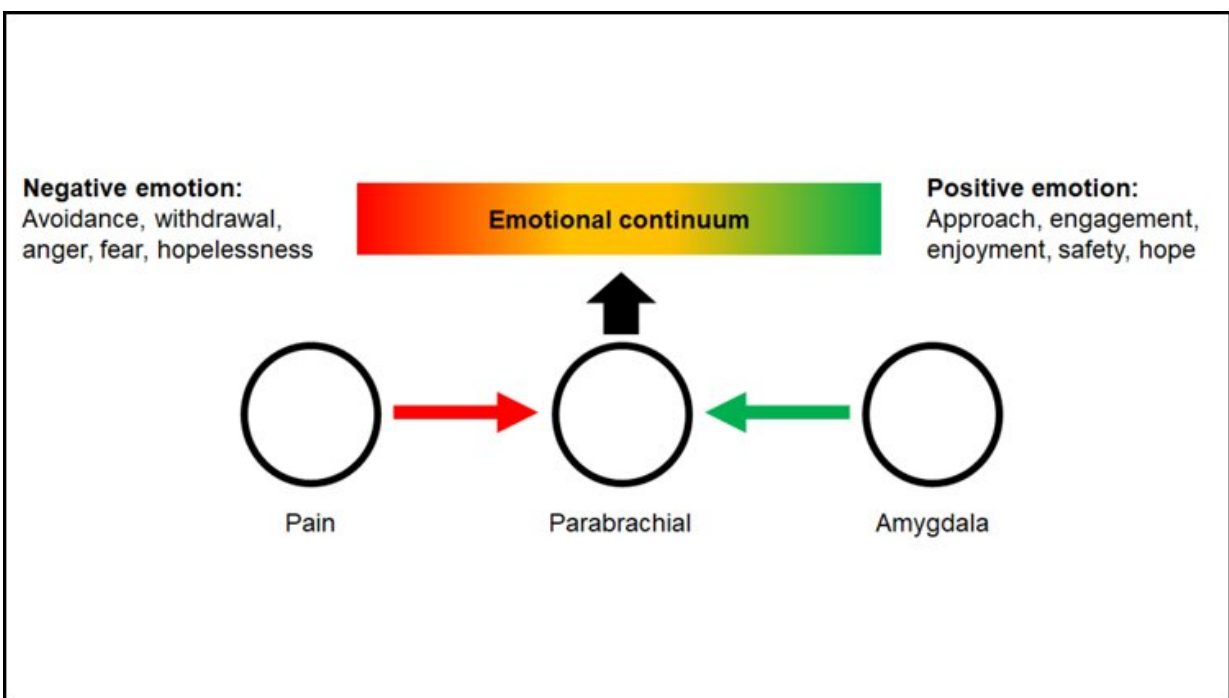 Negative emotion:
Avoidance, withdrawal,
anger, fear, hopelessness
Emotional continuum
Positive emotion:
Approach, engagement,
enjoyment, safety, hope
Pain
Parabrachial
Amygdala